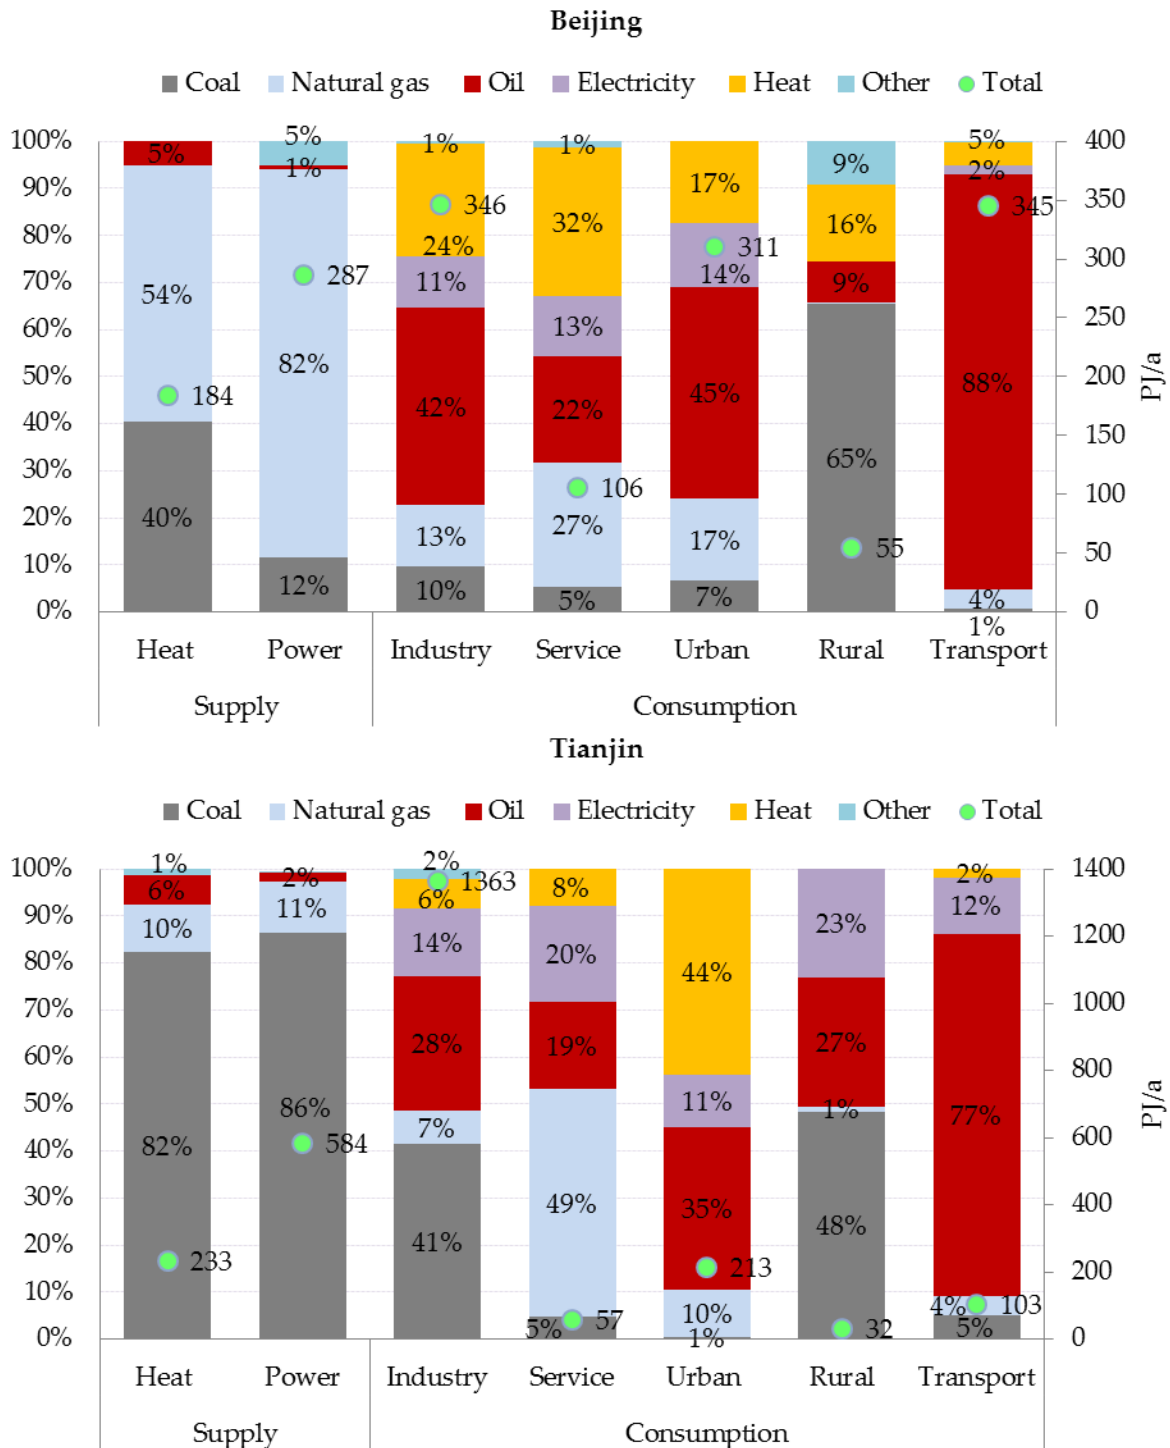 Beijing
Coal Natural gas Oil Electricity Heat Other Total
100% 5% 5% 1% 1% 5% 400
5% 1% 9% 2%
90% 17% 350
346 32% 16% 345
80% 24% 311 300
70% 54% 287 11% 14% 9% 250
60% 82% 13%
50% 42% 22% 45% 88% 200
184
40% 65% 150
30% 106
20% 40% 27% 17% 100
13% 55 50
10% 12% 10% 5% 7% 4%
0% 1% 0
PJ/a
Heat Power Industry Service Urban Rural Transport
Supply Consumption
Tianjin
Coal Natural gas Oil Electricity Heat Other Total
100% 1% 2% 2% 1400
6% 2% 1363 8% 2%
90% 10% 11% 6% 23% 12% 1200
80% 14% 20% 44%
70% 1000
28% 19% 27%
60% 800
50% 86% 7% 11% 1% 77%
40% 82% 584 600
30% 49% 35% 48% 400
20% 41%
233 213 200
10% 10% 4% 103
0% 5% 57 1% 32 5% 0
PJ/a
Heat Power Industry Service Urban Rural Transport
Supply Consumption